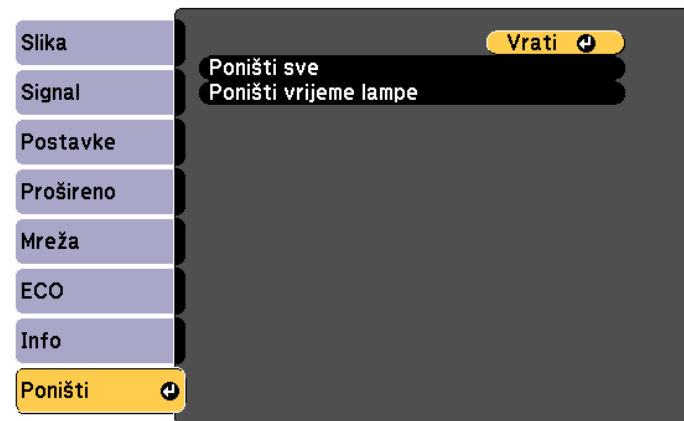 Slika
Signal
Postavke
Prošireno
Mreža
ECO
Info
Poništi
Vrati
Poništi sve
Poništi vrijeme lampe